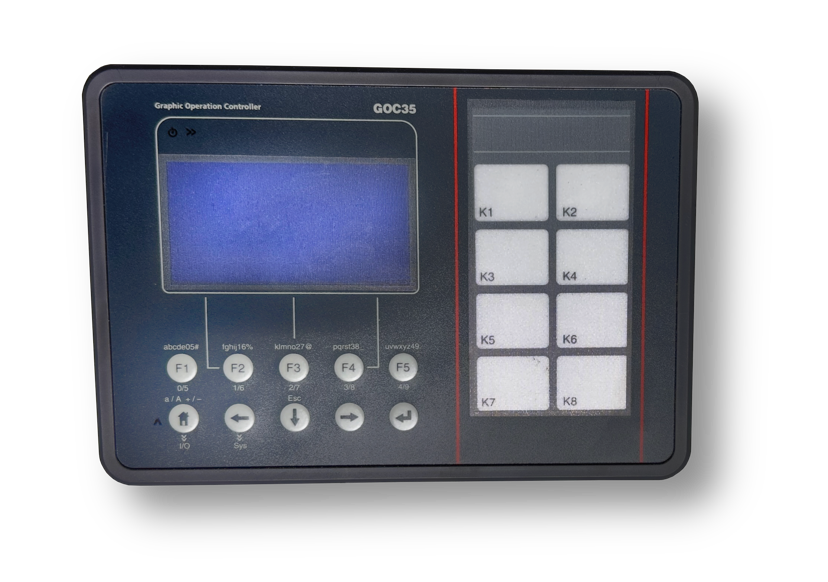 Graphic Operation Controller GOC35
K1 K2
K3 K4
K5 K6
K7 K8
abcde05# fghij16% klmno27@ pqrst38_ uvwxyz49.
F1 F2 F3 F4 F5
0/5 1/6 2/7 3/8 4/9
a / A + / − Esc
I/O Sys